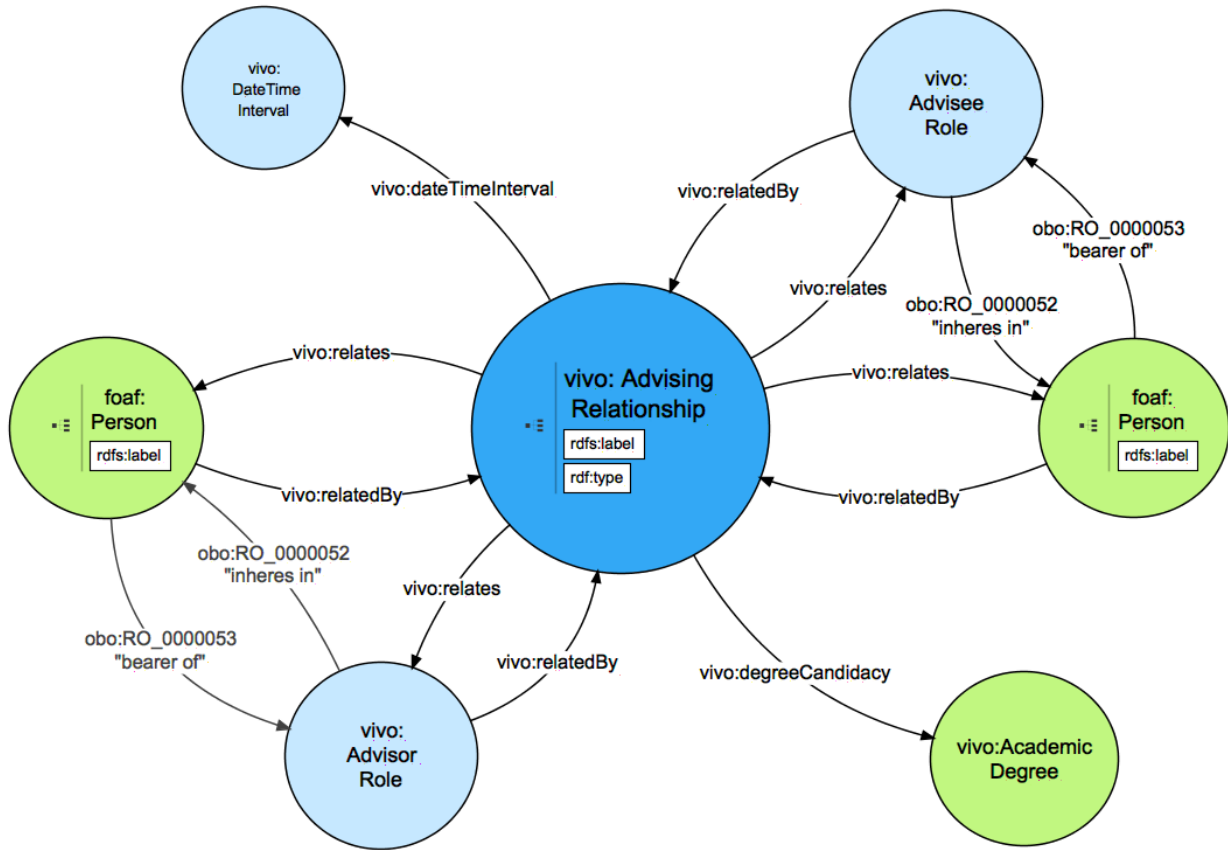 vivo:
DateTime
Interval
vivo:
Advisee
Role
vivo:dateTimeInterval
vivo:relatedBy
obo:RO_0000053
"bearer of"
vivo:relates
obo:RO_0000052
"inheres in"
vivo:relates
foaf:
Person
rdfs:label
vivo: Advising
Relationship
rdfs:label
rdf:type
vivo:relates
foaf:
Person
rdfs:label
vivo:relatedBy
vivo:relatedBy
obo:RO_0000052
"inheres in"
vivo:relates
obo:RO_0000053
"bearer of"
vivo:relatedBy
vivo:degreeCandidacy
vivo:
Advisor
Role
vivo:Academic
Degree